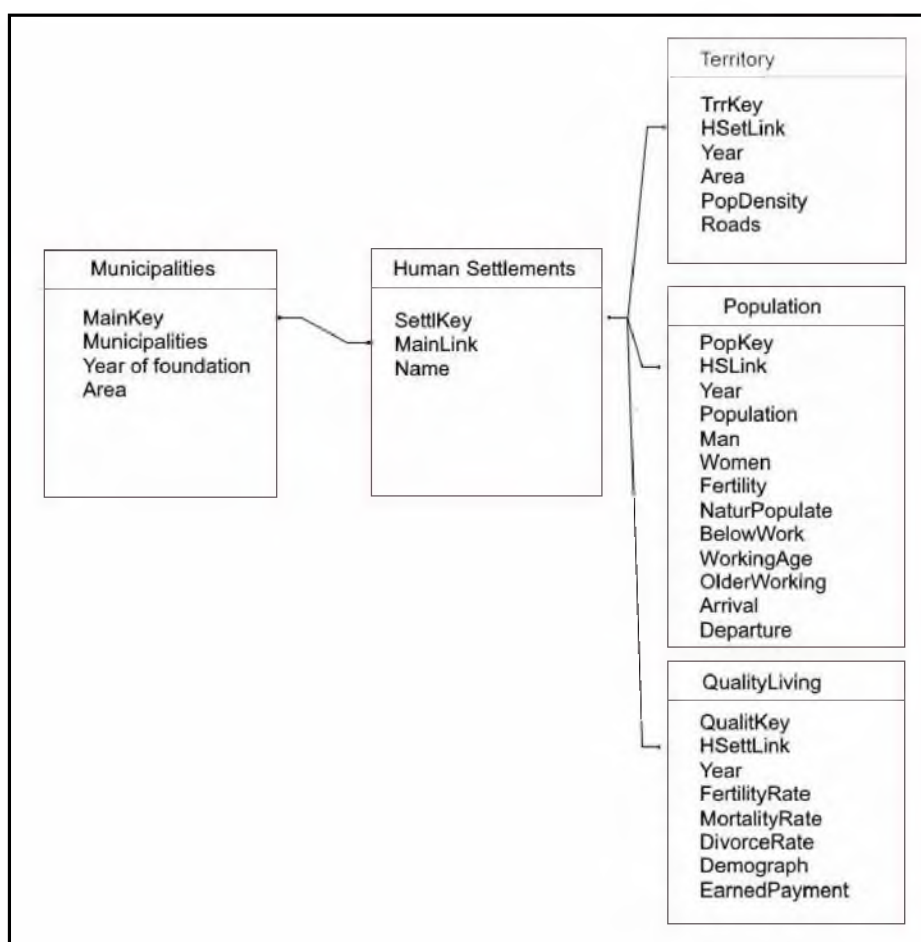 Municipalities
MainKey
Municipalities
Year of foundation
Area
Human Settlements
SettlKey
MainLink
Name
Territory
TrrKey
HSetLink
Year
Area
PopDensity
Roads
Population
PopKey
HSLink
Year
Population
Man
Women
Fertility
NaturPopulate
BelowWork
WorkingAge
OlderWorking
Arrival
Departure
QualityLiving
QualitKey
HSettLink
Year
FertilityRate
MortalityRate
DivorceRate
Demograph
EarnedPayment